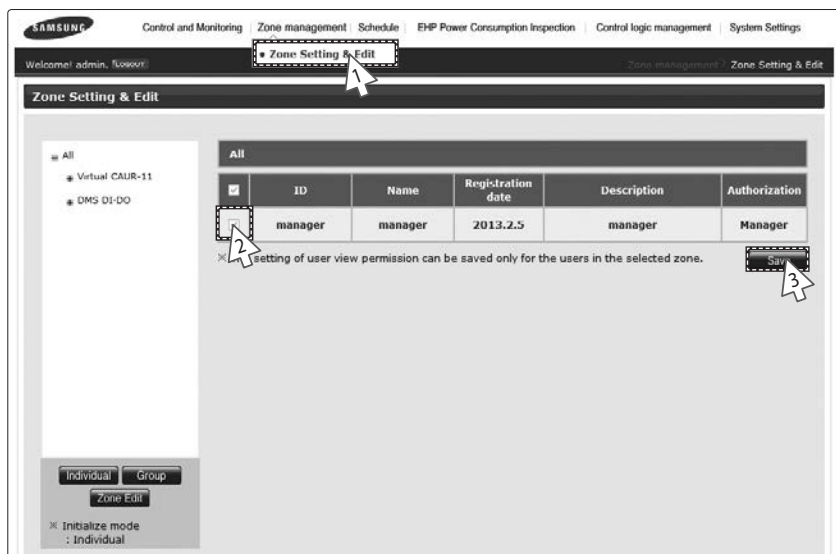 SAMSUNG
Control and Monitoring | Zone management | Schedule | EHP Power Consumption Inspection | Control logic management | System Settings
• Zone Setting & Edit
Welcome! admin. LOGOUT
Zone management > Zone Setting & Edit
Zone Setting & Edit
All
Virtual CAUR-11
DMS DI-DO
All
ID Name Registration date Description Authorization
manager manager 2013.2.5 manager Manager
※ setting of user view permission can be saved only for the users in the selected zone.
Save
1
2
3
Individual Group
Zone Edit
※ Initialize mode
: Individual